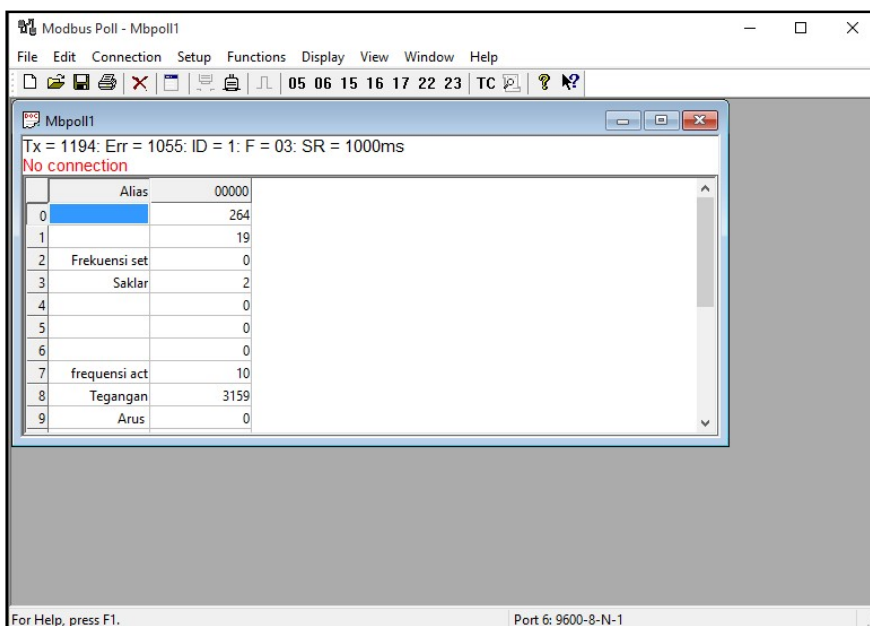 Modbus Poll - Mbpoll1
File Edit Connection Setup Functions Display View Window Help
05 06 15 16 17 22 23 TC
Mbpoll1
Tx = 1194: Err = 1055: ID = 1: F = 03: SR = 1000ms
No connection
Alias 00000
0 264
1 19
2 Frekuensi set 0
3 Saklar 2
4 0
5 0
6 0
7 frequensi act 10
8 Tegangan 3159
9 Arus 0
For Help, press F1. Port 6: 9600-8-N-1